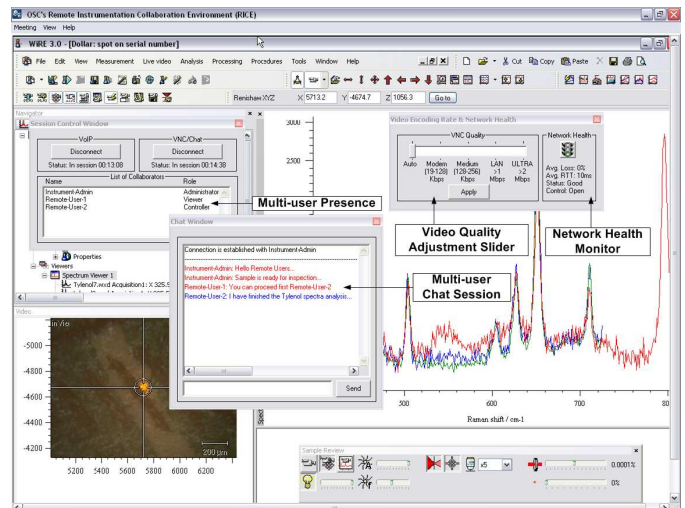 OSC's Remote Instrumentation Collaboration Environment (RICE)
Meeting View Help
WiRE 3.0 - [Dollar: spot on serial number]
File Edit View Measurement Live video Analysis Processing Procedures Tools Window Help
Cut Copy Paste
Renishaw XYZ X 5713.2 Y -4674.7 Z 1056.3 Go to
Navigator
Session Control Window
VoIP VNC/Chat
Disconnect Disconnect
Status: In session 00:13:08 Status: In session 00:14:38
List of Collaborators
Name Role
Instrument-Admin Administrator
Remote-User-1 Viewer
Remote-User-2 Controller
Multi-user Presence
Properties
Viewers
Spectrum Viewer 1
Tylenol7.wxd Acquisition1: X 325.9
Video Encoding Rate & Network Health
VNC Quality
Auto Modem (19-128) Kbps Medium (128-256) Kbps LAN >1 Mbps ULTRA >2 Mbps
Apply
Network Health
Avg. Loss: 0%
Avg. RTT: 10ms
Status: Good
Control: Open
Video Quality Adjustment Slider
Network Health Monitor
Chat Window
Connection is established with Instrument-Admin
Instrument-Admin: Hello Remote Users...
Instrument-Admin: Sample is ready for inspection...
Remote-User-1: You can proceed first Remote-User-2
Remote-User-2: I have finished the Tylenol spectra analysis...
Send
Multi-user Chat Session
3000
2500
500 600 700 80
Raman shift / cm-1
Video
-5000
-4800
-4600
-4400
-4200
200 µm
5200 5400 5600 5800 6000 6200
Sample Review
x5
0.0001%
0%